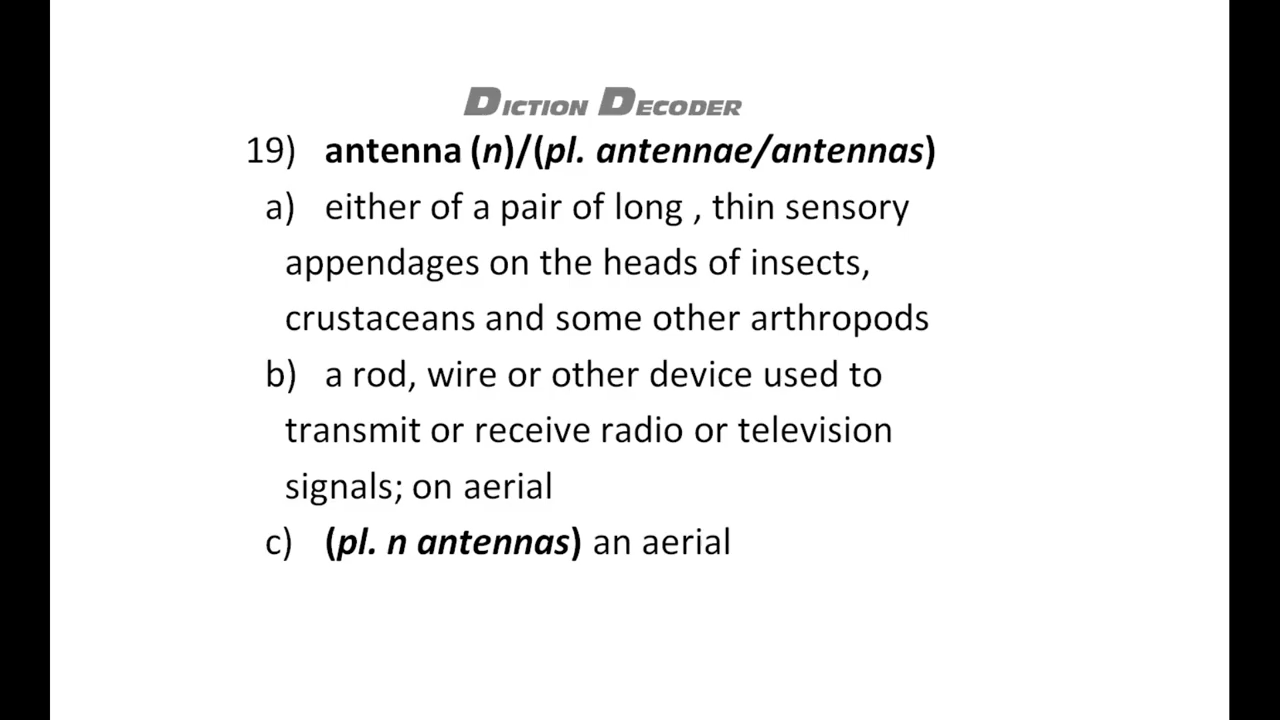 DICTION DECODER
19) antenna (n)/(pl. antennae/antennas)
a) either of a pair of long , thin sensory
appendages on the heads of insects,
crustaceans and some other arthropods
b) a rod, wire or other device used to
transmit or receive radio or television
signals; on aerial
c) (pl. n antennas) an aerial